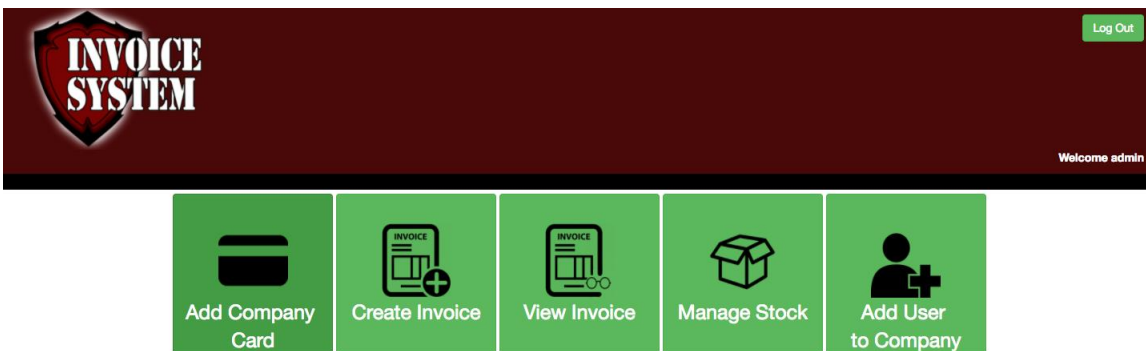 Log Out
INVOICE
SYSTEM
Welcome admin
INVOICE
INVOICE
Add Company
Card
Create Invoice
View Invoice
Manage Stock
Add User
to Company